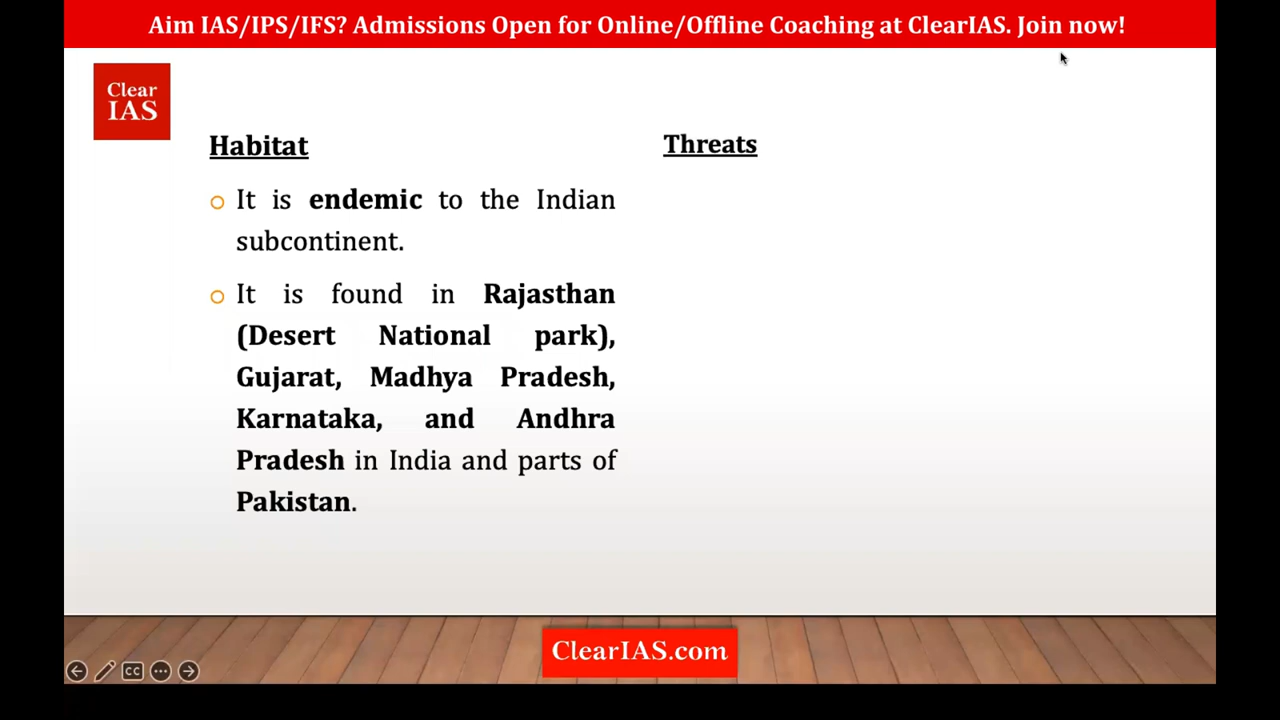 Aim IAS/IPS/IFS? Admissions Open for Online/Offline Coaching at ClearIAS. Join now!
Clear
IAS
Habitat
It is endemic to the Indian
subcontinent.
It is found in Rajasthan
(Desert National park),
Gujarat, Madhya Pradesh,
Karnataka, and Andhra
Pradesh in India and parts of
Pakistan.
Threats
ClearIAS.com
CC